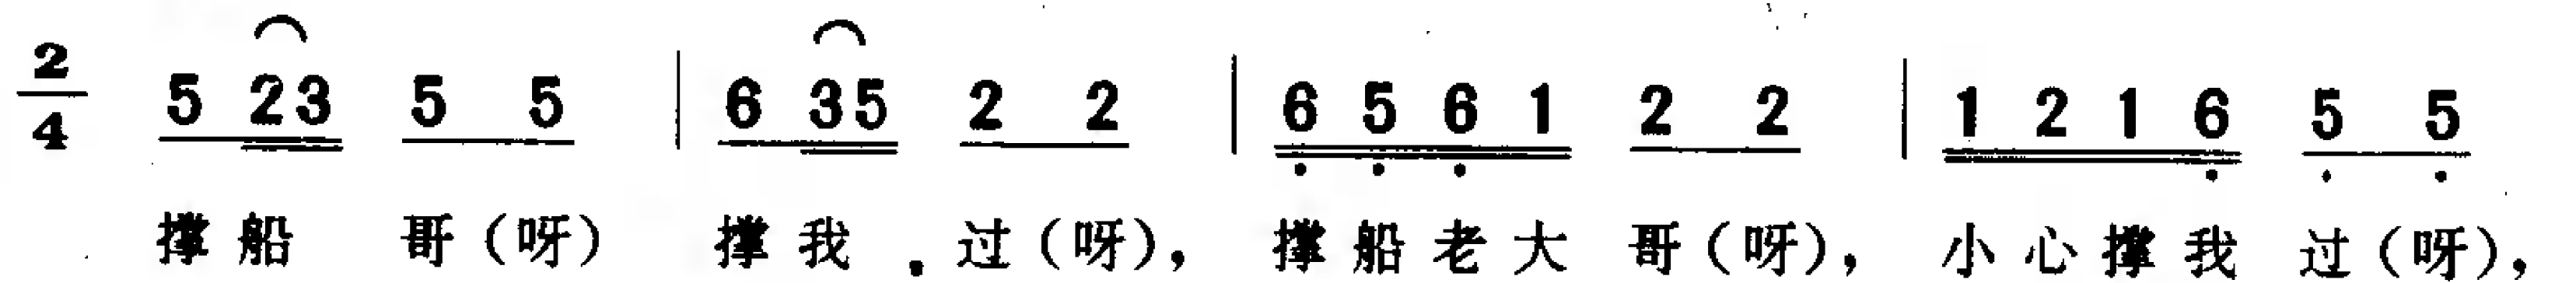 2/4 5 23 5 5 | 6 35 2 2 | 6̣ 5̣ 6̣ 1 2 2 | 1 2 1 6̣ 5̣ 5̣
撑船 哥(呀) 撑我 过(呀), 撑船老大 哥(呀), 小心撑我 过(呀),